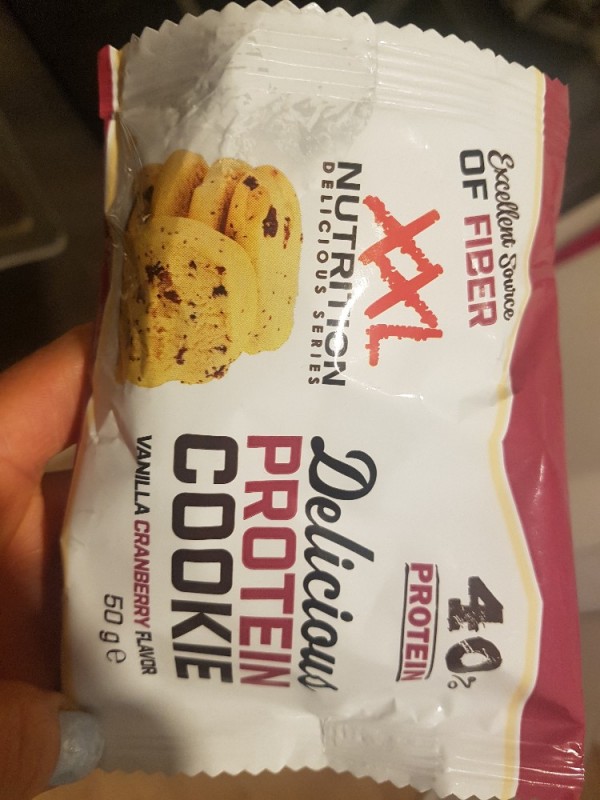 Excellent Source
OF FIBER
XXL
NUTRITION
DELICIOUS SERIES
40%
PROTEIN
Delicious
PROTEIN
COOKIE
VANILLA CRANBERRY FLAVOR
50 g e